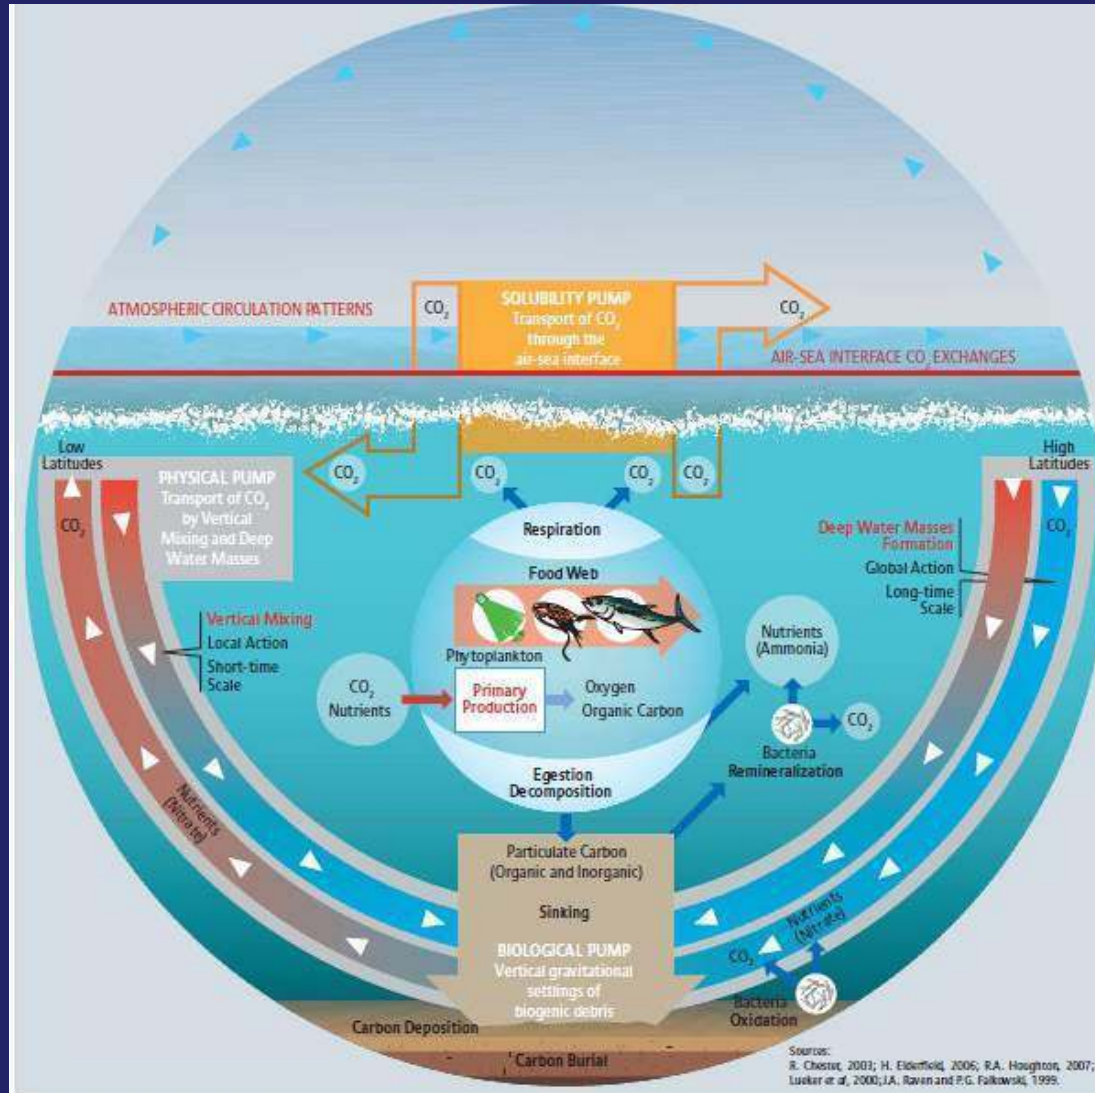 ATMOSPHERIC CIRCULATION PATTERNS
CO₂
SOLUBILITY PUMP
Transport of CO₂
through the
air-sea interface
CO₂
AIR-SEA INTERFACE CO₂ EXCHANGES
Low
Latitudes
High
Latitudes
PHYSICAL PUMP
Transport of CO₂
by Vertical
Mixing and Deep
Water Masses
CO₂
CO₂
CO₂
CO₂
CO₂
CO₂
Respiration
Deep Water Masses
Formation
Global Action
Long-time
Scale
Food Web
Vertical Mixing
Local Action
Short-time
Scale
Phytoplankton
Nutrients
(Ammonia)
CO₂
Nutrients
Primary
Production
Oxygen
Organic Carbon
CO₂
Bacteria
Remineralization
Egestion
Decomposition
Nutrients
(Nitrate)
Particulate Carbon
(Organic and Inorganic)
Sinking
BIOLOGICAL PUMP
Vertical gravitational
settlings of
biogenic debris
Nutrients
(Nitrate)
CO₂
Bacteria
Oxidation
Carbon Deposition
Carbon Burial
Sources:
R. Chester, 2003; H. Elderfield, 2006; R.A. Houghton, 2007;
Lueker et al, 2000; J.A. Raven and P.G. Falkowski, 1999.